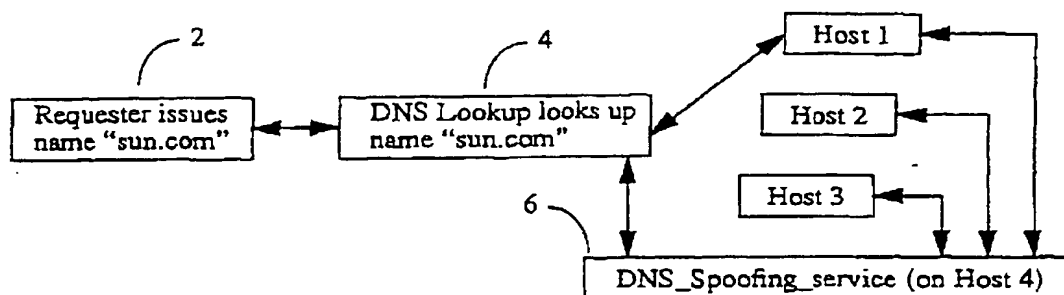 2
4
Host 1
Requester issues
name “sun.com”
DNS Lookup looks up
name “sun.com”
Host 2
Host 3
6
DNS_Spoofing_service (on Host 4)